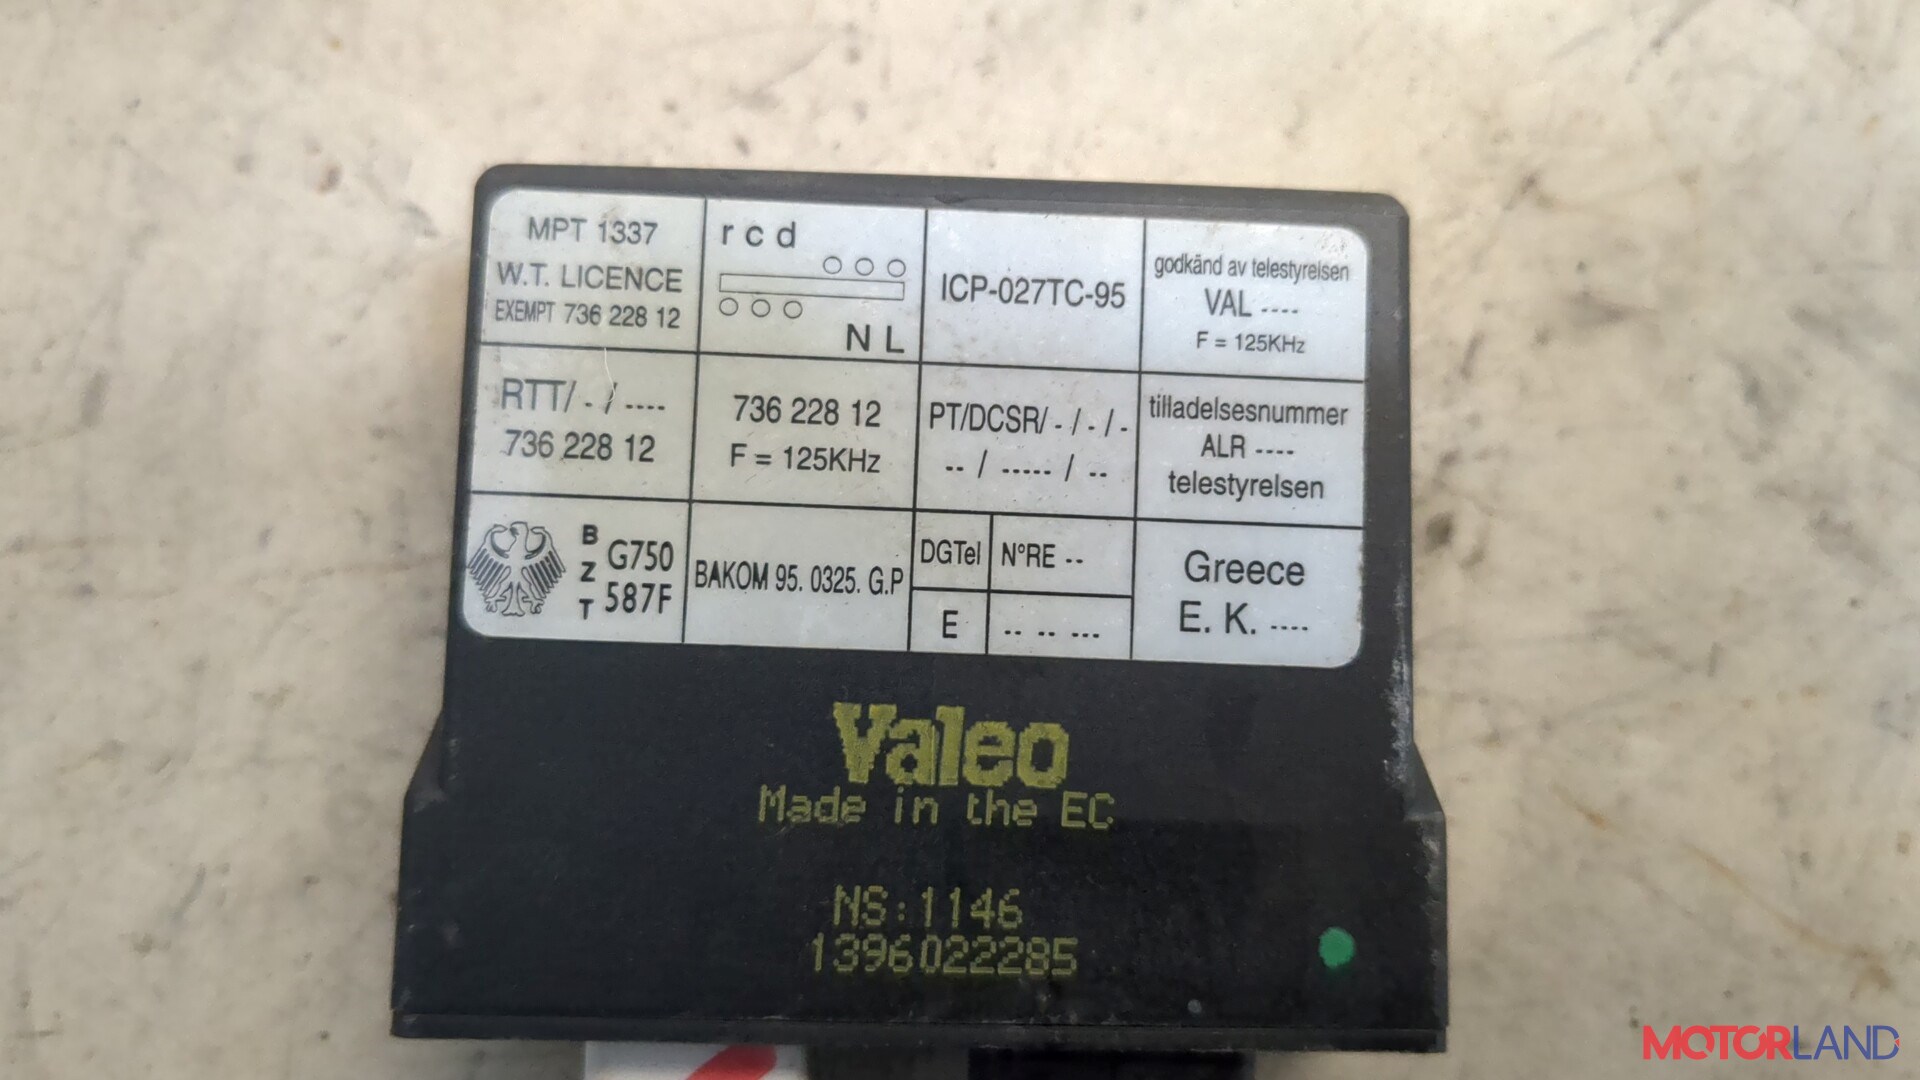 MPT 1337
W.T. LICENCE
EXEMPT 736 228 12
r c d
N L
ICP-027TC-95
godkänd av telestyrelsen
VAL ----
F = 125KHz
RTT/ - / ----
736 228 12
736 228 12
F = 125KHz
PT/DCSR/ - / - / -
-- / ----- / --
tilladelsesnummer
ALR ----
telestyrelsen
B Z T
G750
587F
BAKOM 95. 0325. G.P
DGTel
N°RE --
E
-- -- ---
Greece
E. K. ----
Valeo
Made in the EC
NS:1146
1396022285
MOTORLAND